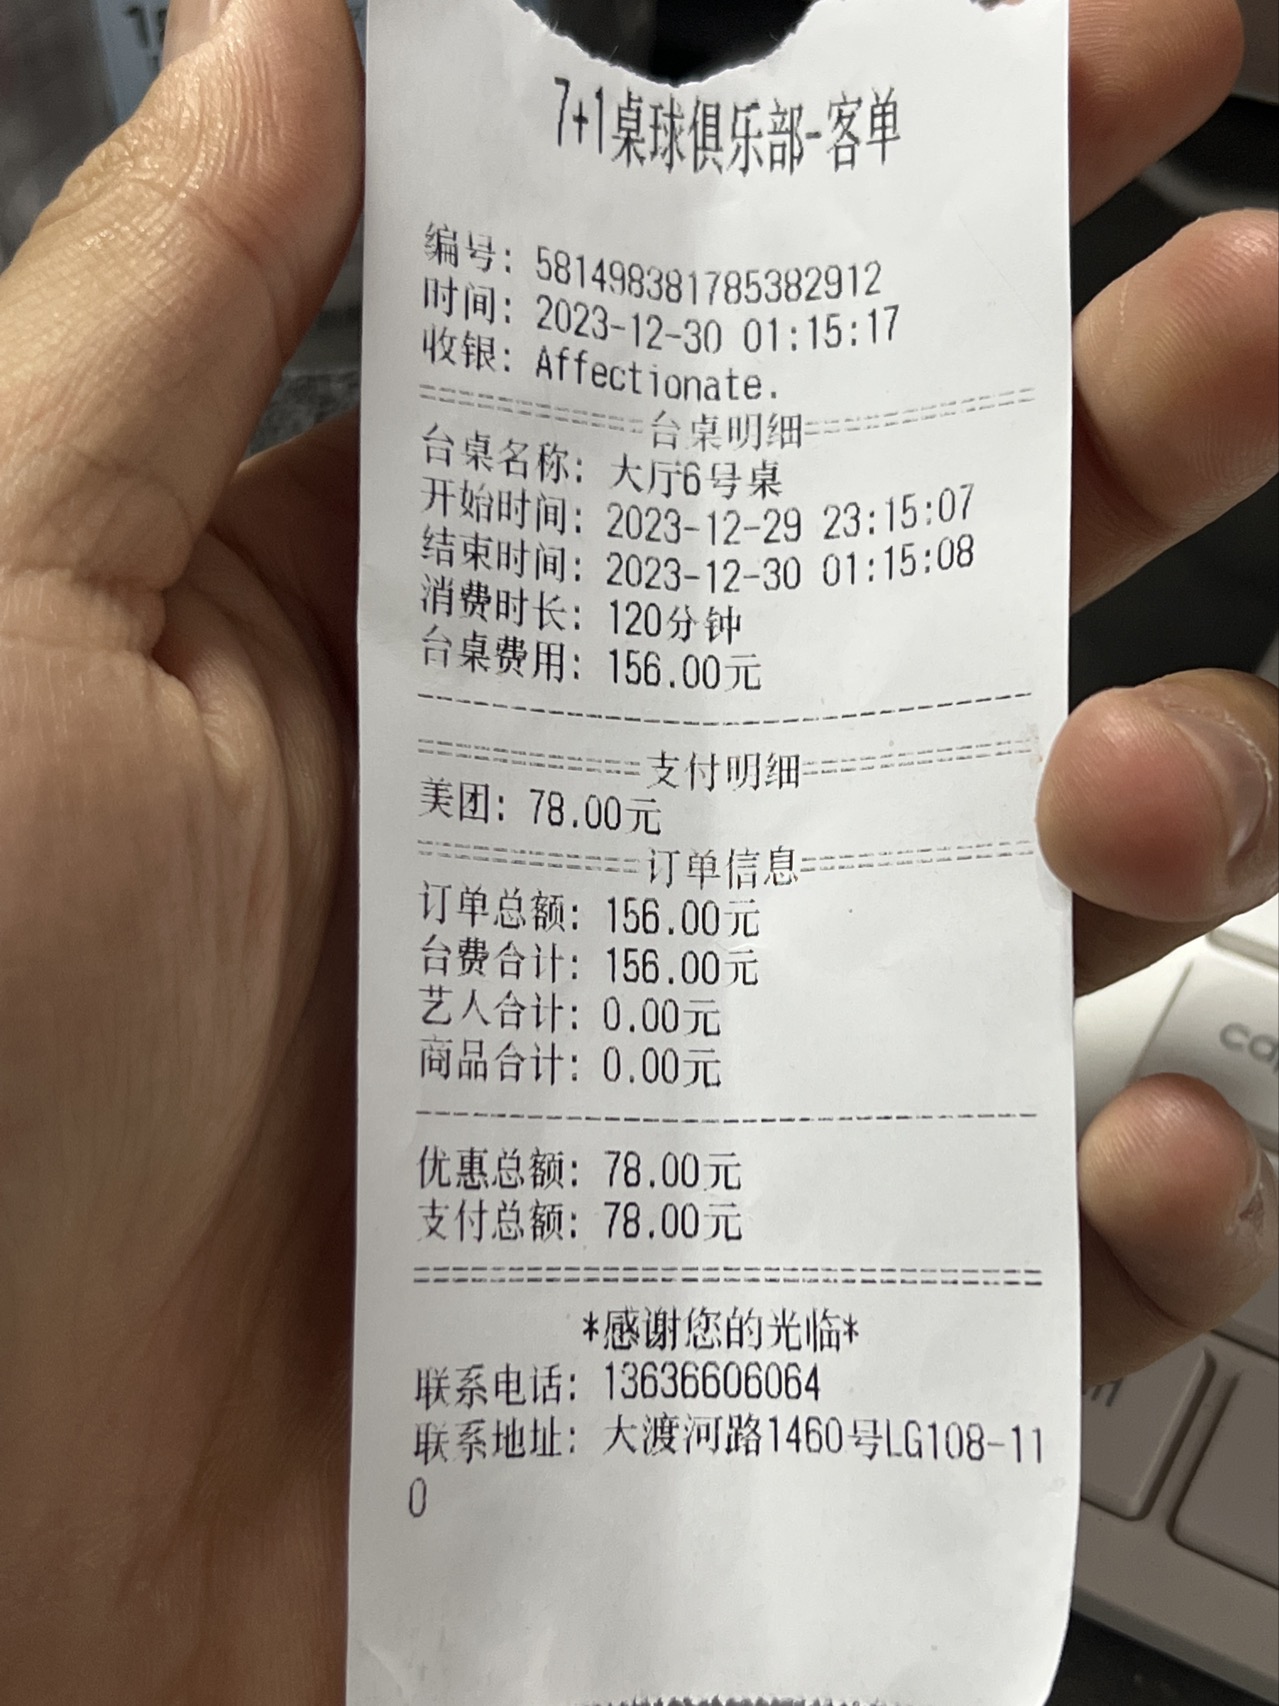 7+1桌球俱乐部-客单
编号: 581498381785382912
时间: 2023-12-30 01:15:17
收银: Affectionate.
============台桌明细============
台桌名称: 大厅6号桌
开始时间: 2023-12-29 23:15:07
结束时间: 2023-12-30 01:15:08
消费时长: 120分钟
台桌费用: 156.00元
--------------------------------
============支付明细============
美团: 78.00元
============订单信息============
订单总额: 156.00元
台费合计: 156.00元
艺人合计: 0.00元
商品合计: 0.00元
--------------------------------
优惠总额: 78.00元
支付总额: 78.00元
================================
*感谢您的光临*
联系电话: 13636606064
联系地址: 大渡河路1460号LG108-11
0